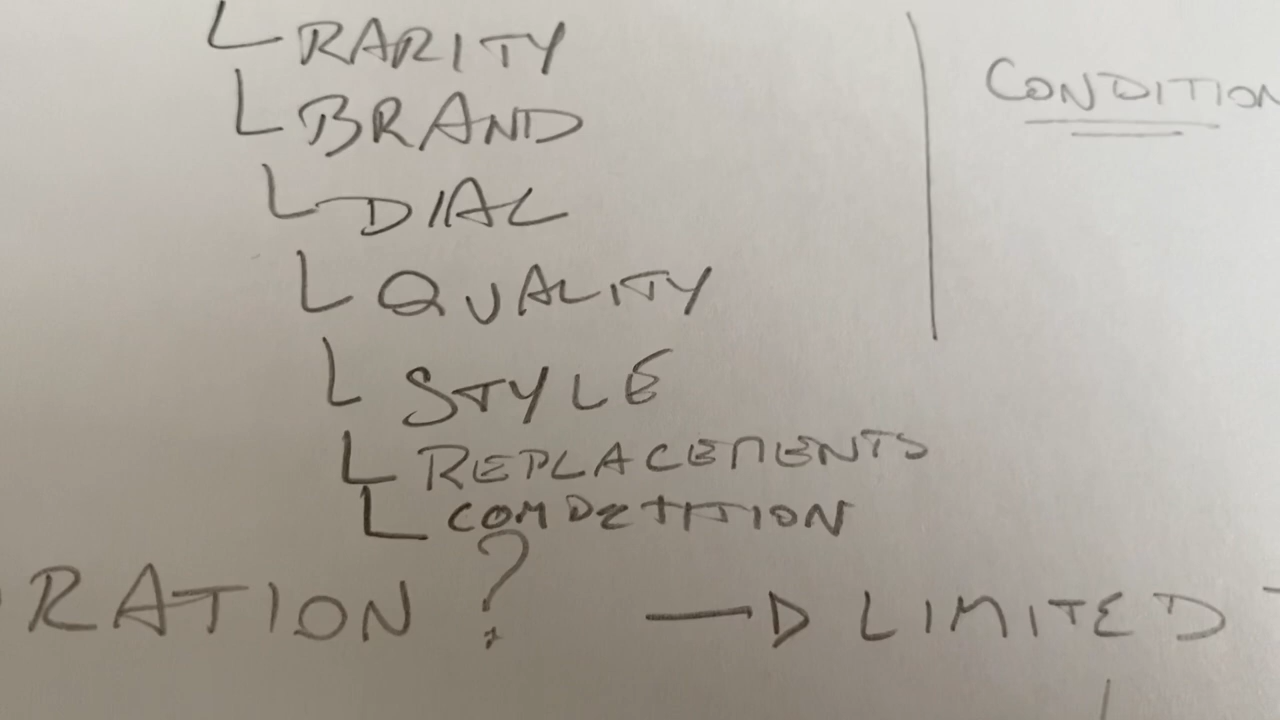 RARITY
BRAND
DIAL
QUALITY
STYLE
REPLACEMENTS
COMPETITION
CONDITION
RATION? → LIMITED